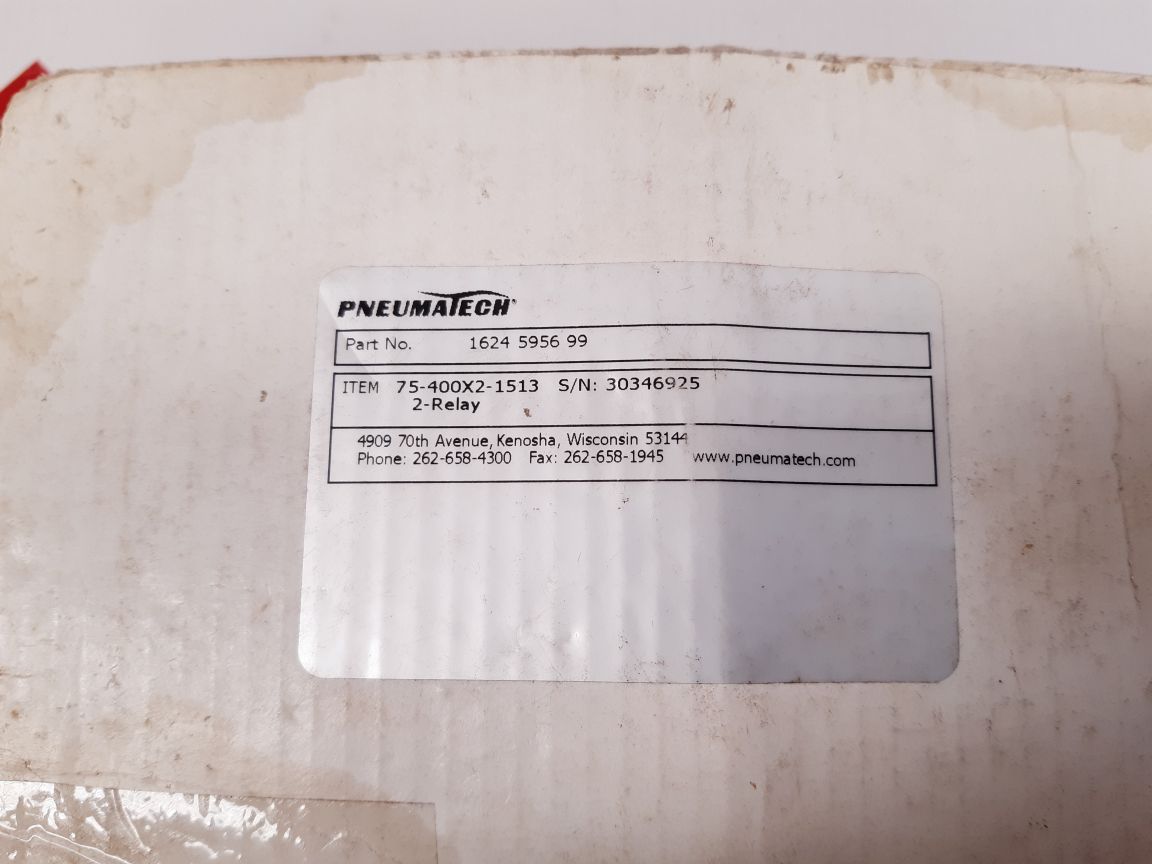 PNEUMATECH
Part No. 1624 5956 99
ITEM 75-400X2-1513 S/N: 30346925
2-Relay
4909 70th Avenue, Kenosha, Wisconsin 53144
Phone: 262-658-4300 Fax: 262-658-1945 www.pneumatech.com